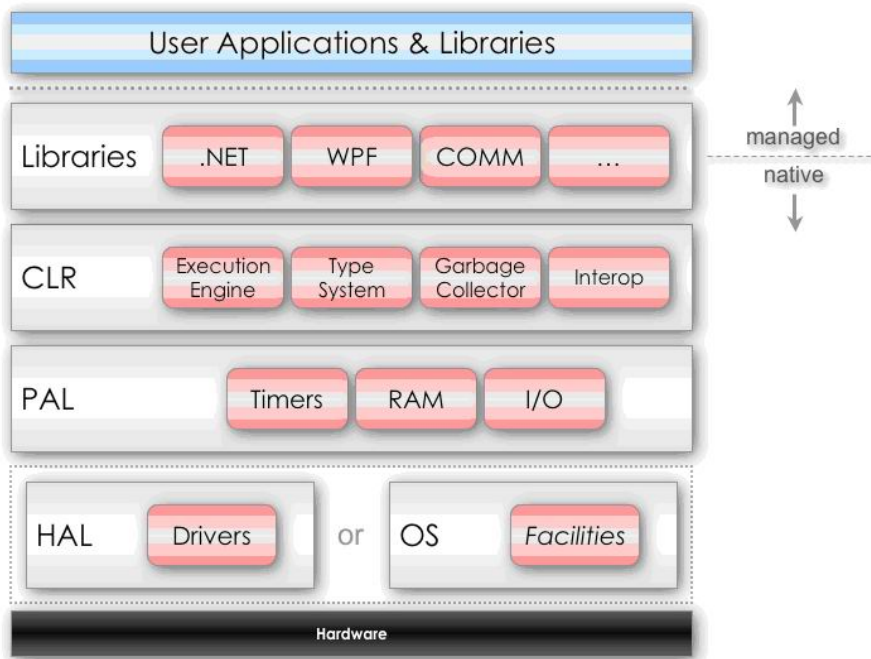 User Applications & Libraries
managed
native
Libraries .NET WPF COMM ...
CLR Execution Engine Type System Garbage Collector Interop
PAL Timers RAM I/O
HAL Drivers or OS Facilities
Hardware